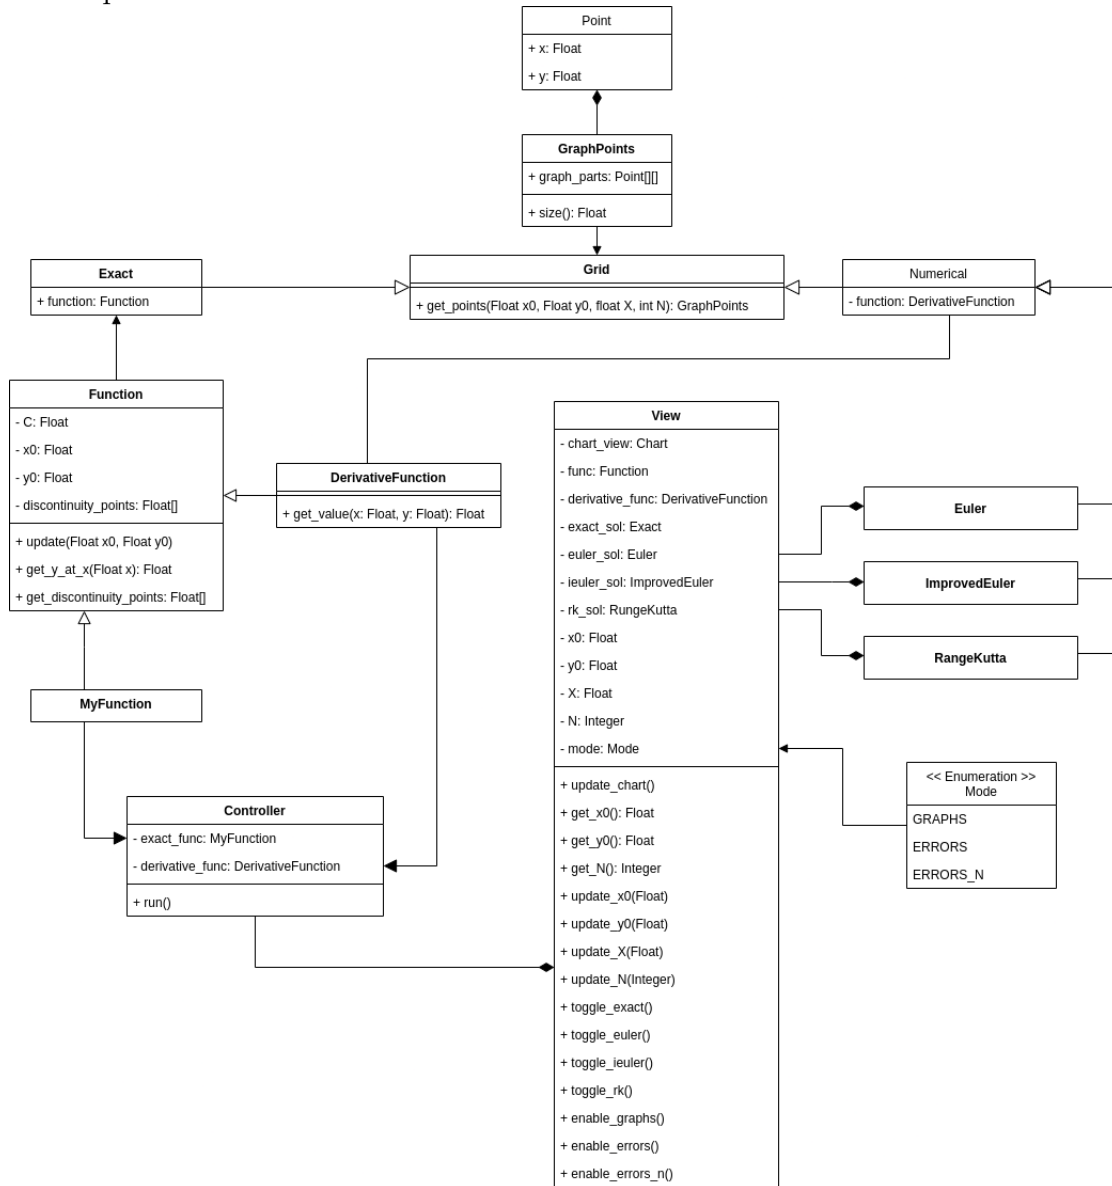 Point
+ x: Float
+ y: Float
GraphPoints
+ graph_parts: Point[][]
+ size(): Float
Exact
+ function: Function
Grid
+ get_points(Float x0, Float y0, float X, int N): GraphPoints
Numerical
- function: DerivativeFunction
Function
- C: Float
- x0: Float
- y0: Float
- discontinuity_points: Float[]
+ update(Float x0, Float y0)
+ get_y_at_x(Float x): Float
+ get_discontinuity_points: Float[]
DerivativeFunction
+ get_value(x: Float, y: Float): Float
View
- chart_view: Chart
- func: Function
- derivative_func: DerivativeFunction
- exact_sol: Exact
- euler_sol: Euler
- ieuler_sol: ImprovedEuler
- rk_sol: RungeKutta
- x0: Float
- y0: Float
- X: Float
- N: Integer
- mode: Mode
+ update_chart()
+ get_x0(): Float
+ get_y0(): Float
+ get_N(): Integer
+ update_x0(Float)
+ update_y0(Float)
+ update_X(Float)
+ update_N(Integer)
+ toggle_exact()
+ toggle_euler()
+ toggle_ieuler()
+ toggle_rk()
+ enable_graphs()
+ enable_errors()
+ enable_errors_n()
Euler
ImprovedEuler
RangeKutta
MyFunction
<< Enumeration >>
Mode
GRAPHS
ERRORS
ERRORS_N
Controller
- exact_func: MyFunction
- derivative_func: DerivativeFunction
+ run()